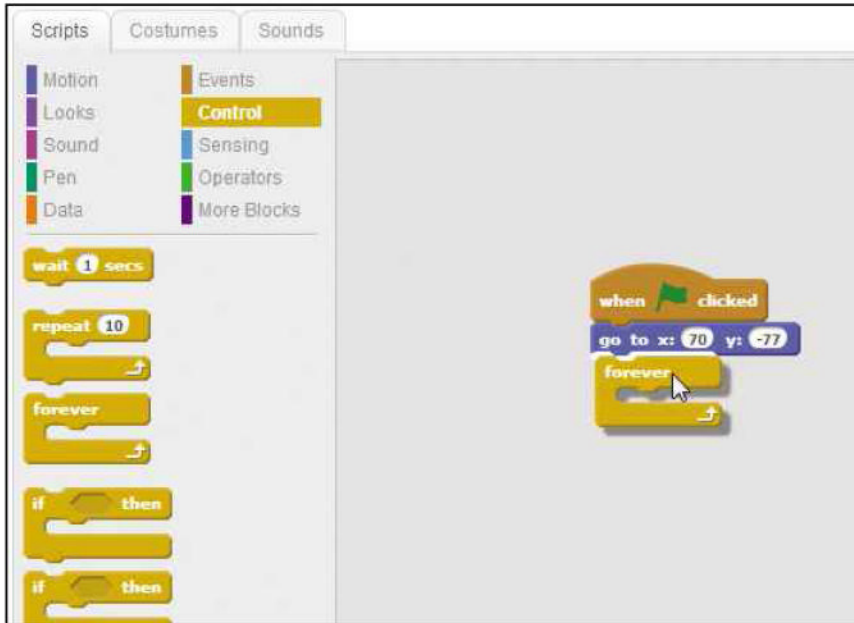 Scripts Costumes Sounds
Motion Events
Looks Control
Sound Sensing
Pen Operators
Data More Blocks
wait 1 secs
repeat 10
forever
if then
if then
when clicked
go to x: 70 y: -77
forever